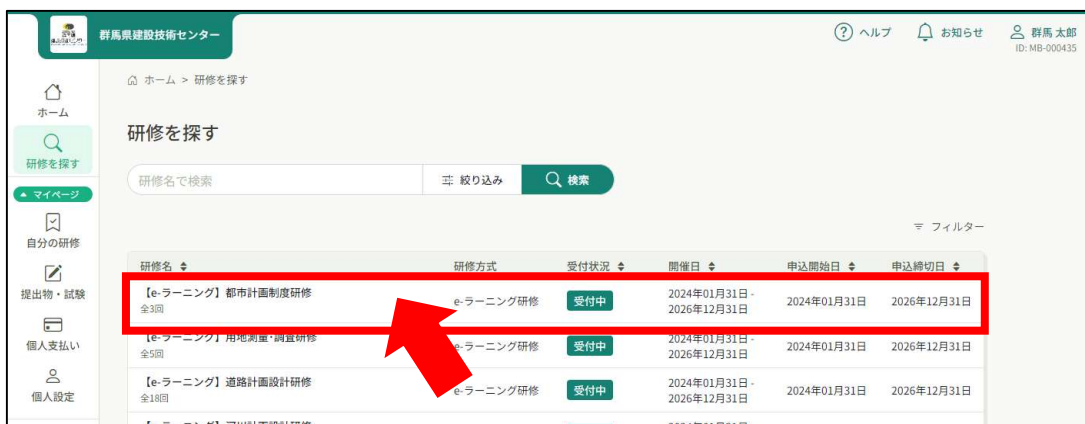 群馬県建設技術センター
ヘルプ
お知らせ
群馬 太郎
ID: MB-000435
ホーム > 研修を探す
ホーム
研修を探す
マイページ
自分の研修
提出物・試験
個人支払い
個人設定
研修を探す
研修名で検索
絞り込み
検索
フィルター
研修名 研修方式 受付状況 開催日 申込開始日 申込締切日
【e-ラーニング】都市計画制度研修
全3回
e-ラーニング研修 受付中 2024年01月31日 - 2024年01月31日 2026年12月31日
2026年12月31日
【e-ラーニング】用地測量・調査研修
全5回
e-ラーニング研修 受付中 2024年01月31日 - 2024年01月31日 2026年12月31日
2026年12月31日
【e-ラーニング】道路計画設計研修
全18回
e-ラーニング研修 受付中 2024年01月31日 - 2024年01月31日 2026年12月31日
2026年12月31日